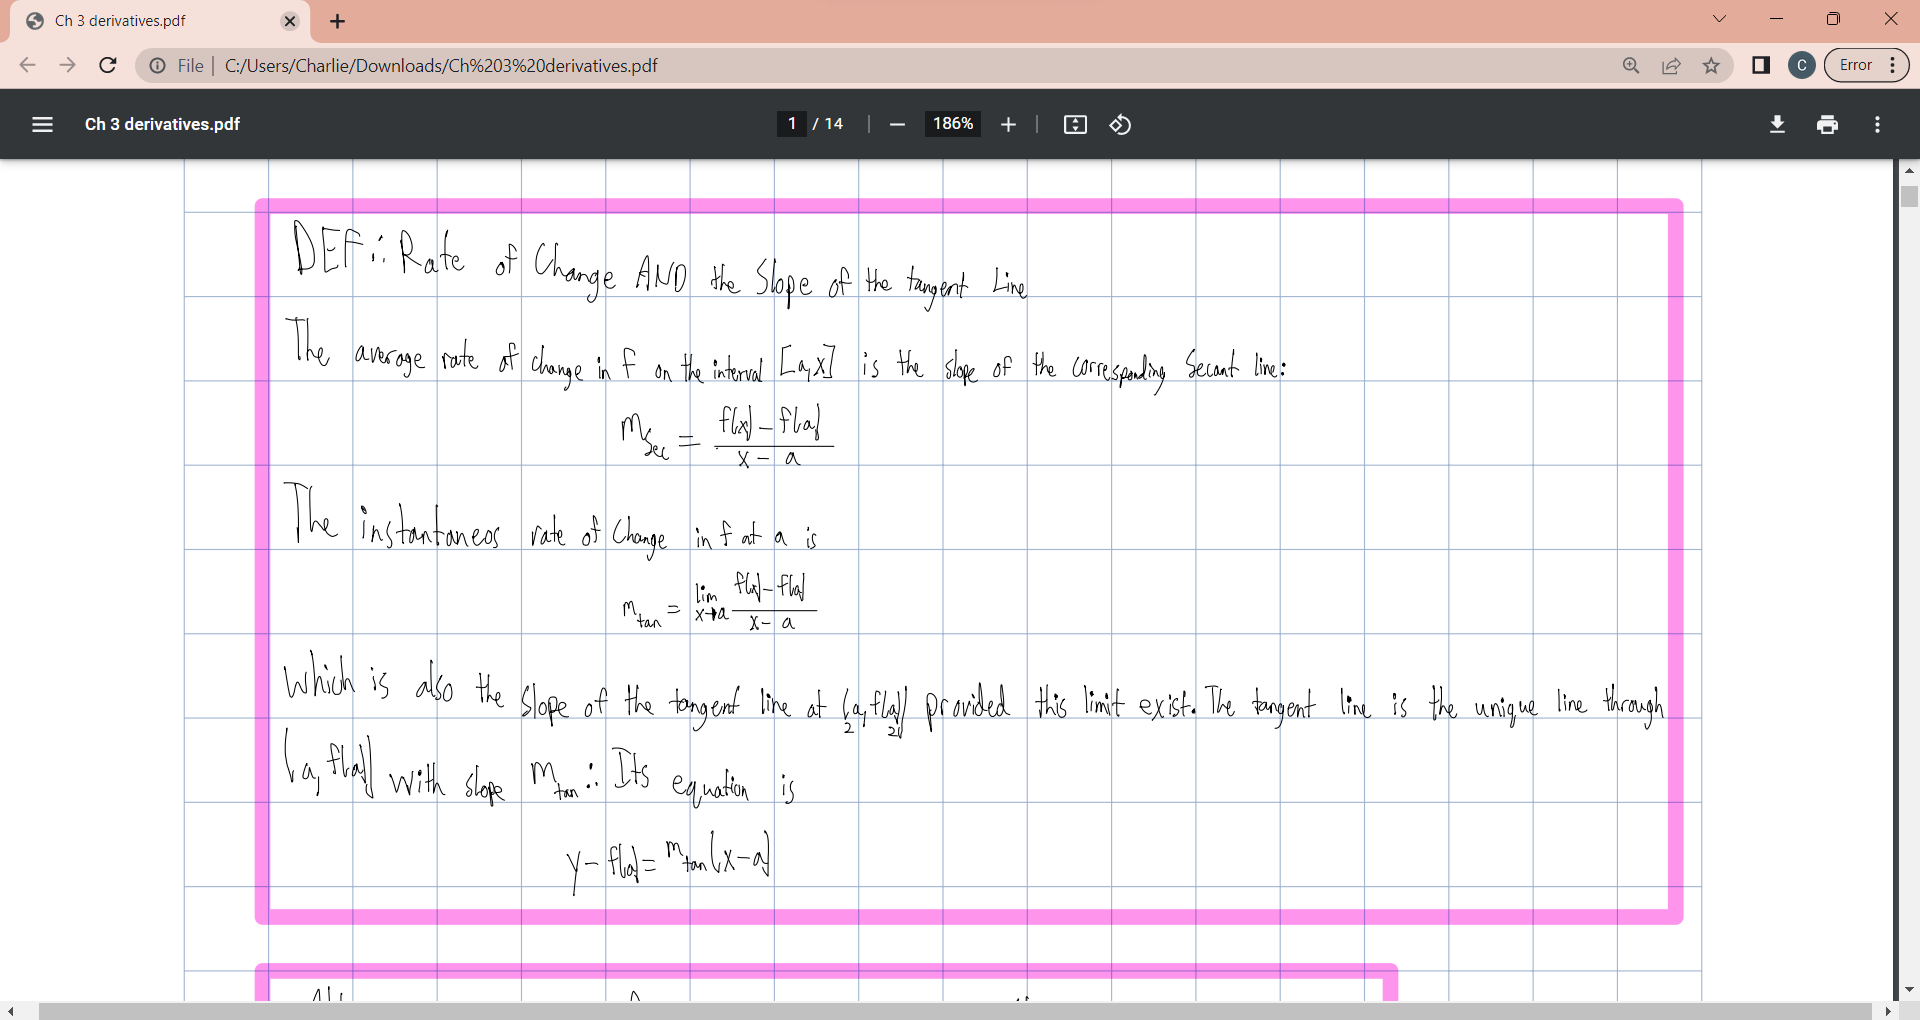 Ch 3 derivatives.pdf
File | C:/Users/Charlie/Downloads/Ch%203%20derivatives.pdf
C
Error
Ch 3 derivatives.pdf
1 / 14
186%
DEF:: Rate of Change AND the Slope of the tangent Line
The average rate of change in f on the interval [a,x] is the slope of the corresponding Secant line:
m_sec = (f(x) - f(a)) / (x - a)
The instantaneos rate of Change in f at a is
m_tan = lim x→a (f(x) - f(a)) / (x - a)
Which is also the slope of the tangent line at (a, f(a)) provided this limit exist. The tangent line is the unique line through
(a, f(a)) with slope m_tan ∴ Its equation is
y - f(a) = m_tan (x - a)